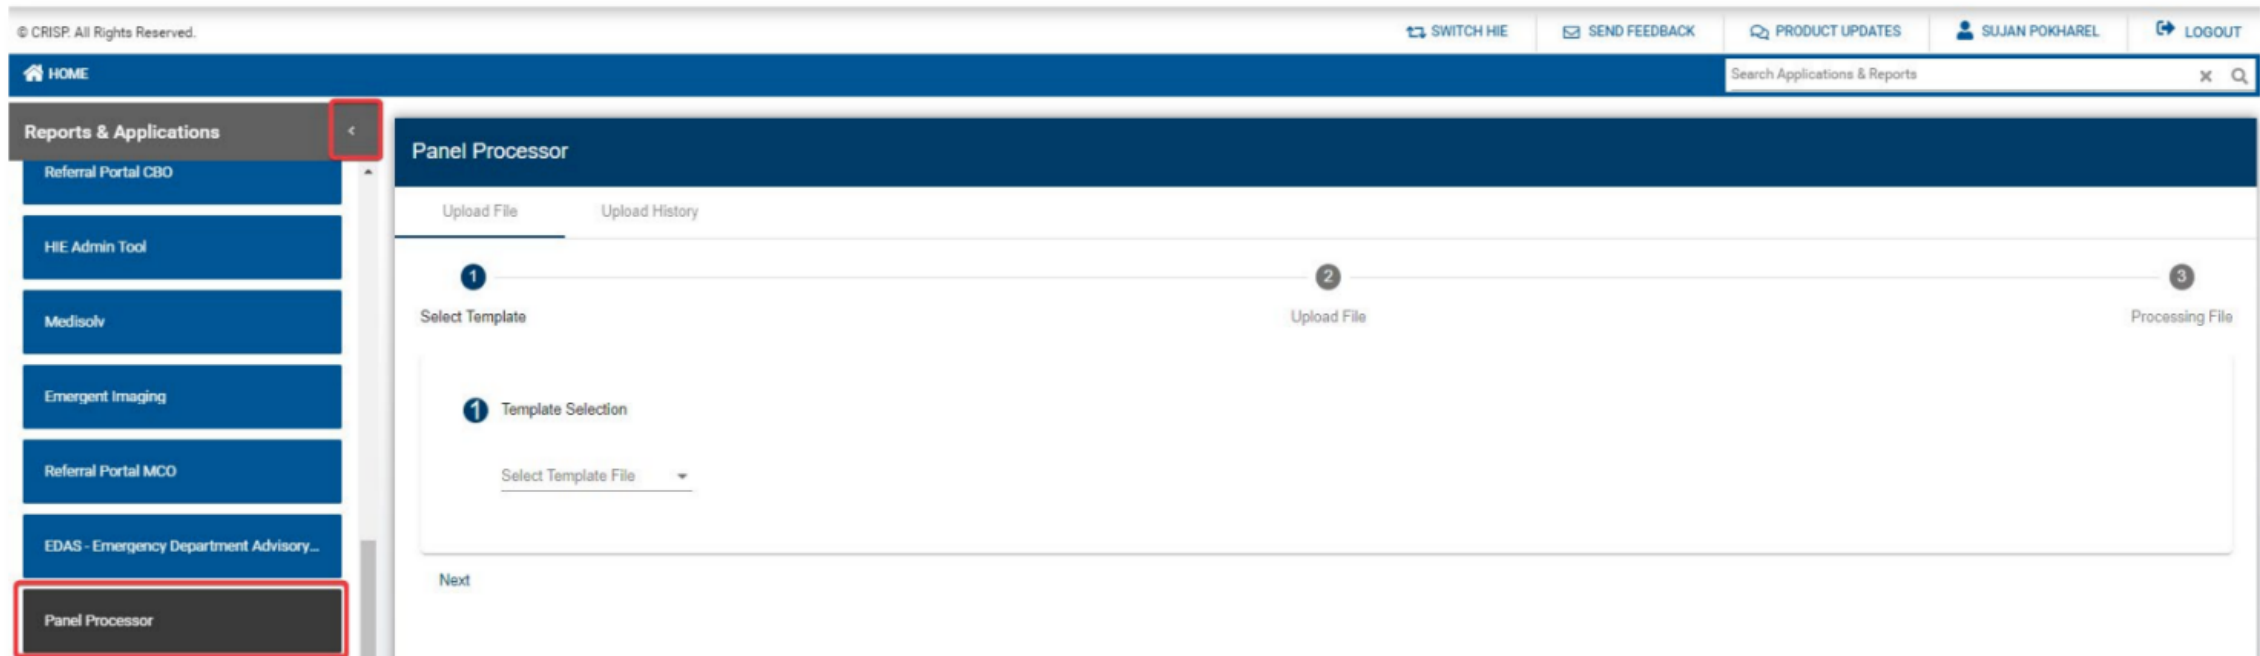 © CRISP. All Rights Reserved.
SWITCH HIE
SEND FEEDBACK
PRODUCT UPDATES
SUJAN POKHAREL
LOGOUT
HOME
Search Applications & Reports
Reports & Applications
Referral Portal CBO
HIE Admin Tool
Medisolv
Emergent Imaging
Referral Portal MCO
EDAS - Emergency Department Advisory...
Panel Processor
Panel Processor
Upload File
Upload History
1
2
3
Select Template
Upload File
Processing File
1 Template Selection
Select Template File
Next